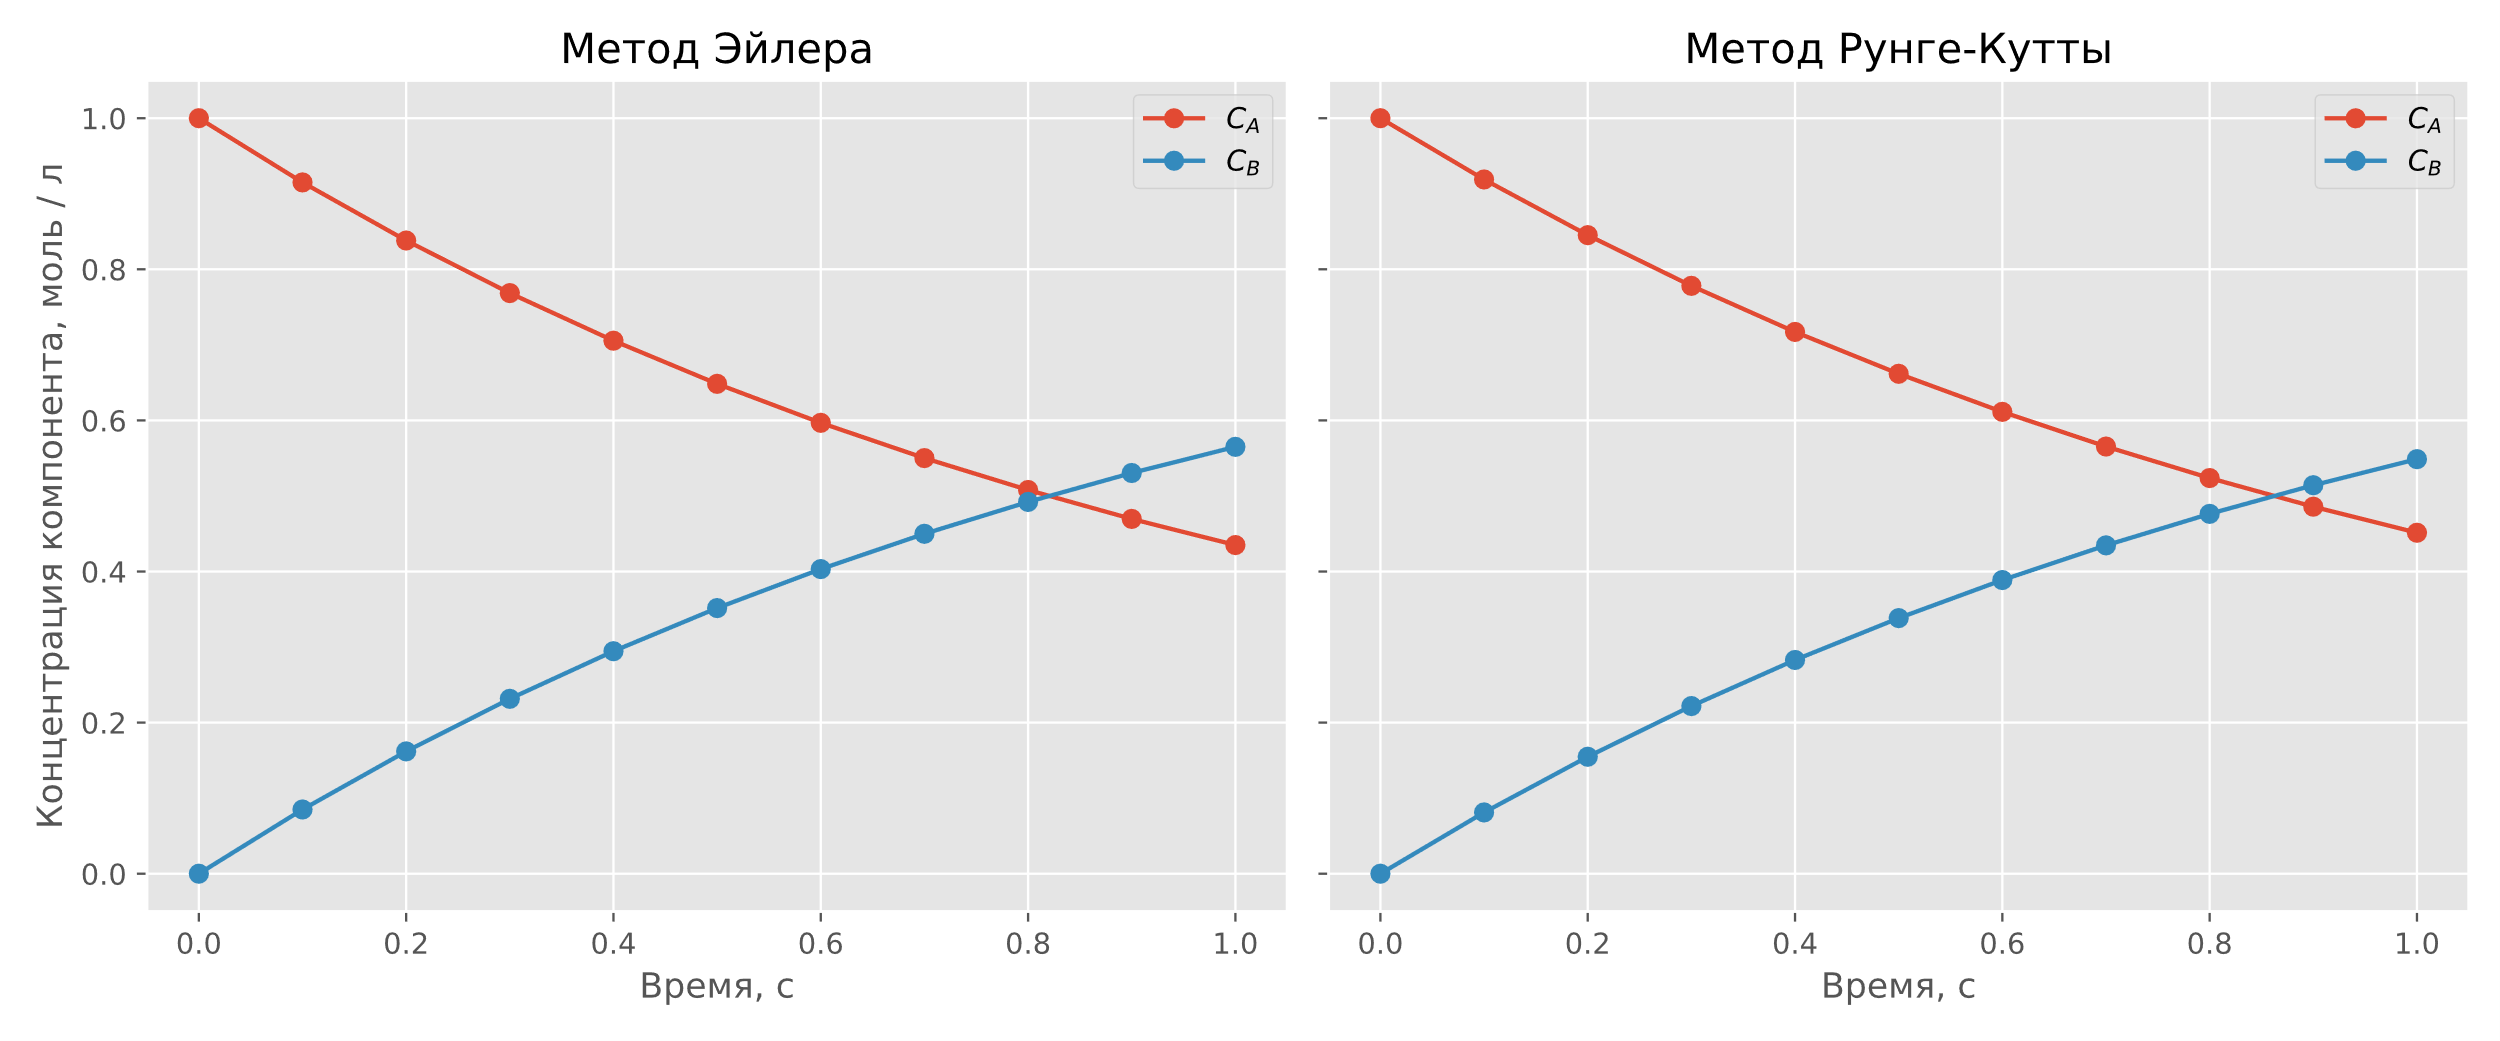 Метод Эйлера
Концентрация компонента, моль / л
1.0
0.8
0.6
0.4
0.2
0.0
C_A
C_B
0.0 0.2 0.4 0.6 0.8 1.0
Время, с
Метод Рунге-Кутты
C_A
C_B
0.0 0.2 0.4 0.6 0.8 1.0
Время, с